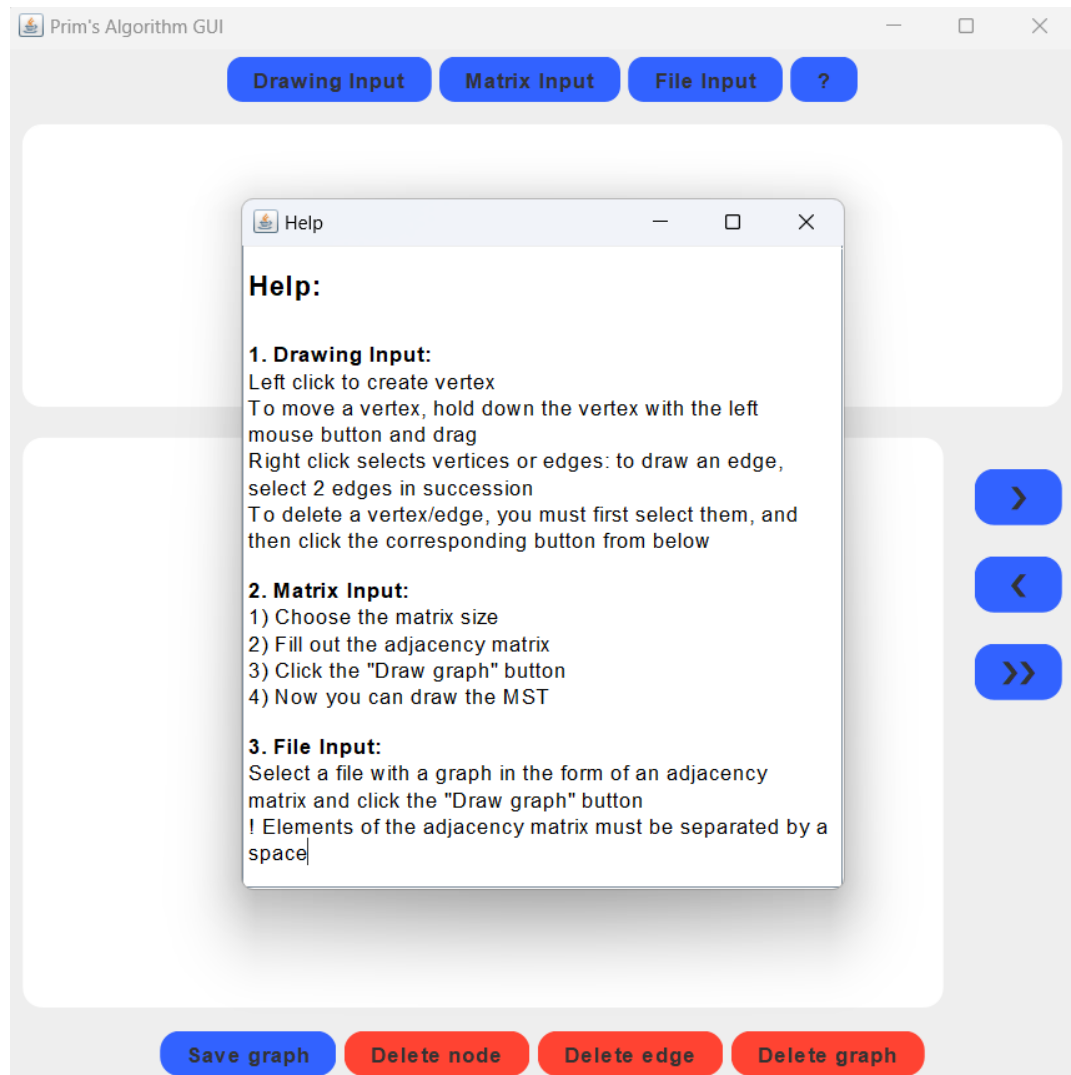 Prim's Algorithm GUI
Drawing Input Matrix Input File Input ?
Help
Help:
1. Drawing Input:
Left click to create vertex
To move a vertex, hold down the vertex with the left
mouse button and drag
Right click selects vertices or edges: to draw an edge,
select 2 edges in succession
To delete a vertex/edge, you must first select them, and
then click the corresponding button from below
2. Matrix Input:
1) Choose the matrix size
2) Fill out the adjacency matrix
3) Click the "Draw graph" button
4) Now you can draw the MST
3. File Input:
Select a file with a graph in the form of an adjacency
matrix and click the "Draw graph" button
! Elements of the adjacency matrix must be separated by a
space
❯
❮
❯❯
Save graph Delete node Delete edge Delete graph